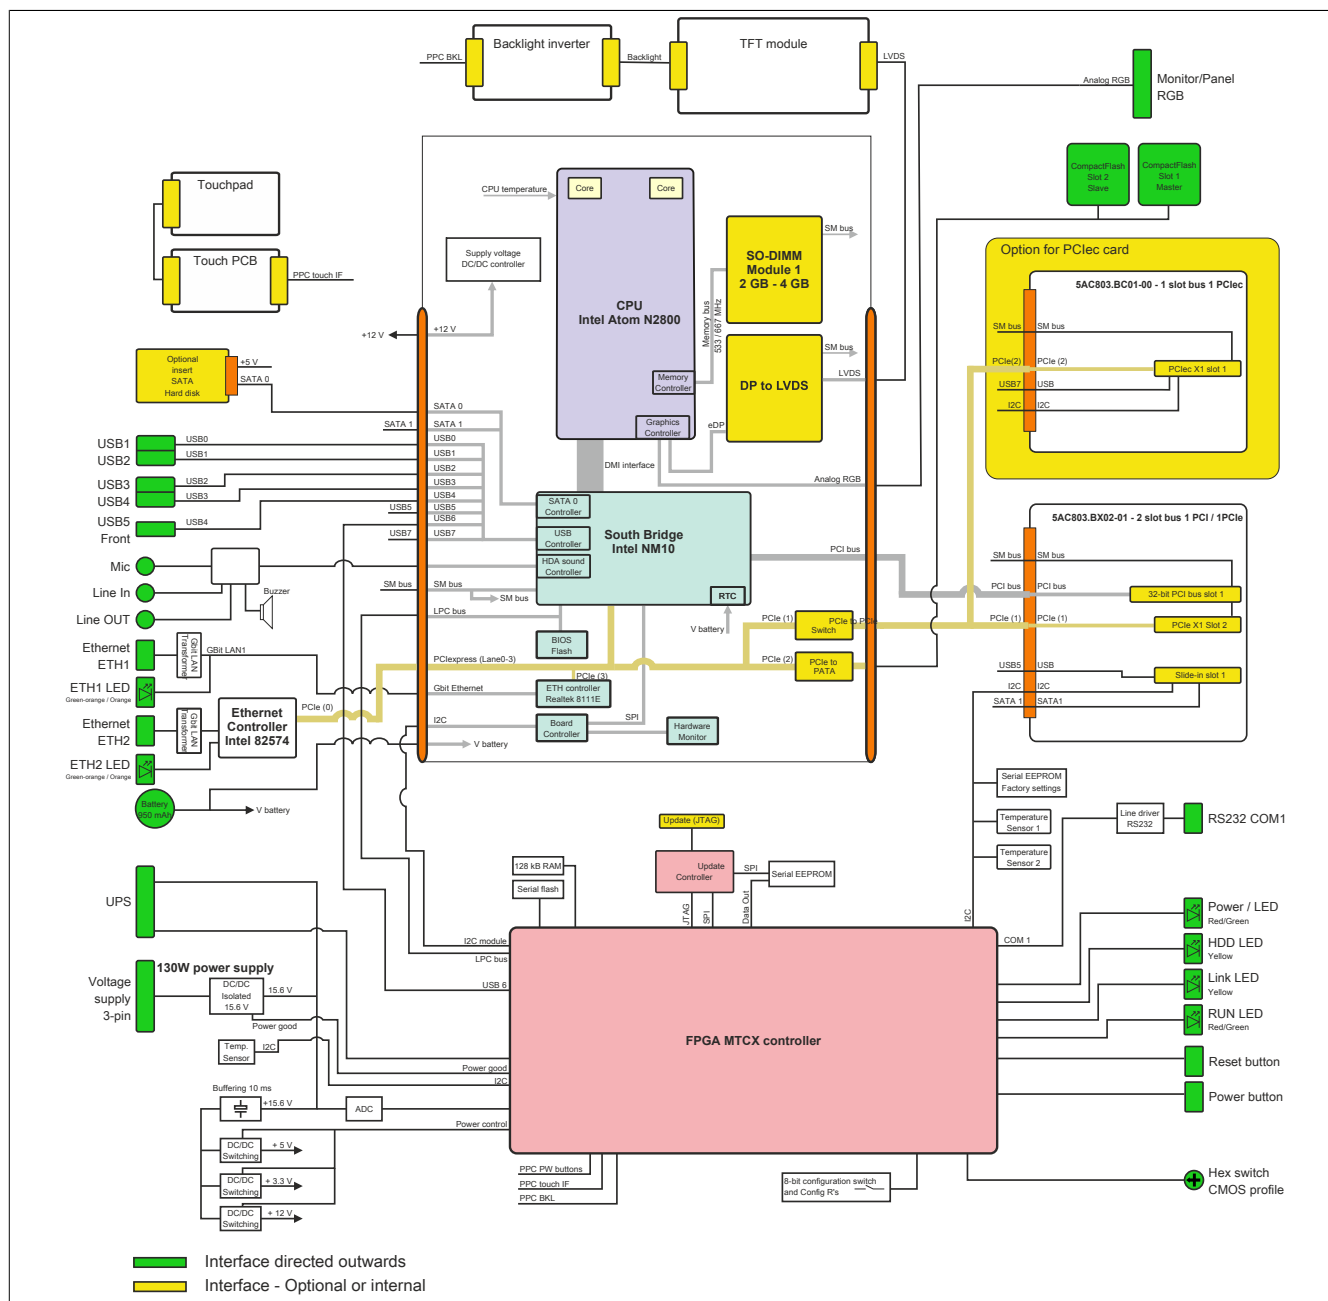 Backlight inverter
TFT module
PPC BKL
Backlight
LVDS
Analog RGB
Monitor/Panel
RGB
CompactFlash
Slot 2
Slave
CompactFlash
Slot 1
Master
Touchpad
Touch PCB
PPC touch IF
CPU temperature
Core
Core
Supply voltage
DC/DC controller
CPU
Intel Atom N2800
Memory
Controller
Graphics
Controller
Memory bus
533 / 667 MHz
SO-DIMM
Module 1
2 GB - 4 GB
SM bus
DP to LVDS
SM bus
LVDS
eDP
DMI interface
Analog RGB
Option for PCIec card
5AC803.BC01-00 - 1 slot bus 1 PCIec
SM bus
SM bus
PCIe(2)
PCIe (2)
PCIec X1 slot 1
USB7
USB
I2C
I2C
+12 V
+12 V
Optional
insert
SATA
Hard disk
+5 V
SATA 0
SATA 0
SATA 1
SATA 1
USB1
USB2
USB0
USB1
USB3
USB4
USB2
USB3
USB5
Front
USB4
USB0
USB1
USB2
USB3
USB4
USB5
USB5
USB6
USB7
USB7
SATA 0
Controller
USB
Controller
HDA sound
Controller
South Bridge
Intel NM10
RTC
PCI bus
V battery
5AC803.BX02-01 - 2 slot bus 1 PCI / 1PCIe
SM bus
SM bus
PCI bus
PCI bus
32-bit PCI bus slot 1
PCIe (1)
PCIe (1)
PCIe X1 Slot 2
USB5
USB
Slide-in slot 1
I2C
I2C
SATA 1
SATA1
Mic
Line In
Line OUT
Buzzer
SM bus
SM bus
SM bus
LPC bus
BIOS
Flash
PCIe (1)
PCIe to PCIe
Switch
PCIexpress (Lane0-3)
PCIe (2)
PCIe to
PATA
PCIe (3)
Gbit Ethernet
ETH controller
Realtek 8111E
SPI
I2C
Board
Controller
Hardware
Monitor
V battery
Ethernet
ETH1
Gbit LAN
Transformer
GBit LAN1
ETH1 LED
Green-orange / Orange
Ethernet
ETH2
Gbit LAN
Transformer
Ethernet
Controller
Intel 82574
PCIe (0)
ETH2 LED
Green-orange / Orange
Battery
950 mAh
V battery
Serial EEPROM
Factory settings
Temperature
Sensor 1
Temperature
Sensor 2
I2C
Line driver
RS232
RS232 COM1
COM 1
Update (JTAG)
Update
Controller
SPI
Serial EEPROM
JTAG
SPI
Data Out
128 kB RAM
Serial flash
I2C module
LPC bus
USB 6
UPS
Voltage
supply
3-pin
130W power supply
DC/DC
Isolated
15.6 V
15.6 V
Power good
Temp.
Sensor
I2C
Power good
I2C
FPGA MTCX controller
Power / LED
Red/Green
HDD LED
Yellow
Link LED
Yellow
RUN LED
Red/Green
Reset button
Power button
Buffering 10 ms
+15.6 V
ADC
Power control
DC/DC
Switching
+ 5 V
DC/DC
Switching
+ 3.3 V
DC/DC
Switching
+ 12 V
PPC PW buttons
PPC touch IF
PPC BKL
8-bit configuration switch
and Config R's
Hex switch
CMOS profile
Interface directed outwards
Interface - Optional or internal